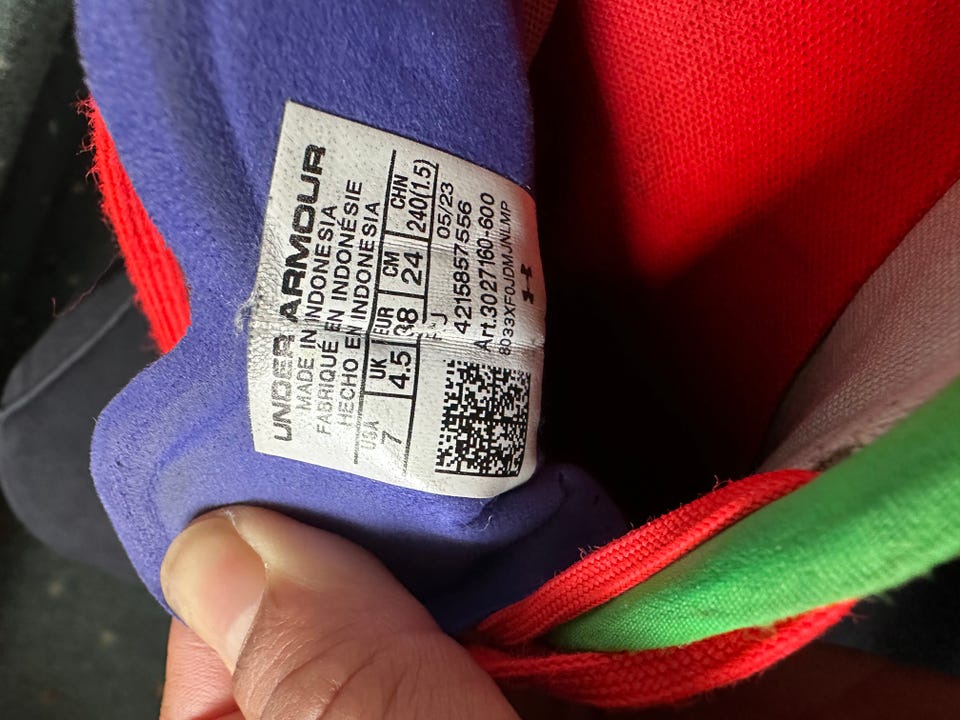 UNDER ARMOUR
MADE IN INDONESIA
FABRIQUÉ EN INDONÉSIE
HECHO EN INDONESIA
USA UK EUR CM CHN
7 4.5 38 24 240(1.5)
05/23
4215857556
Art.3027160-600
8033XF0JDMJNLMP